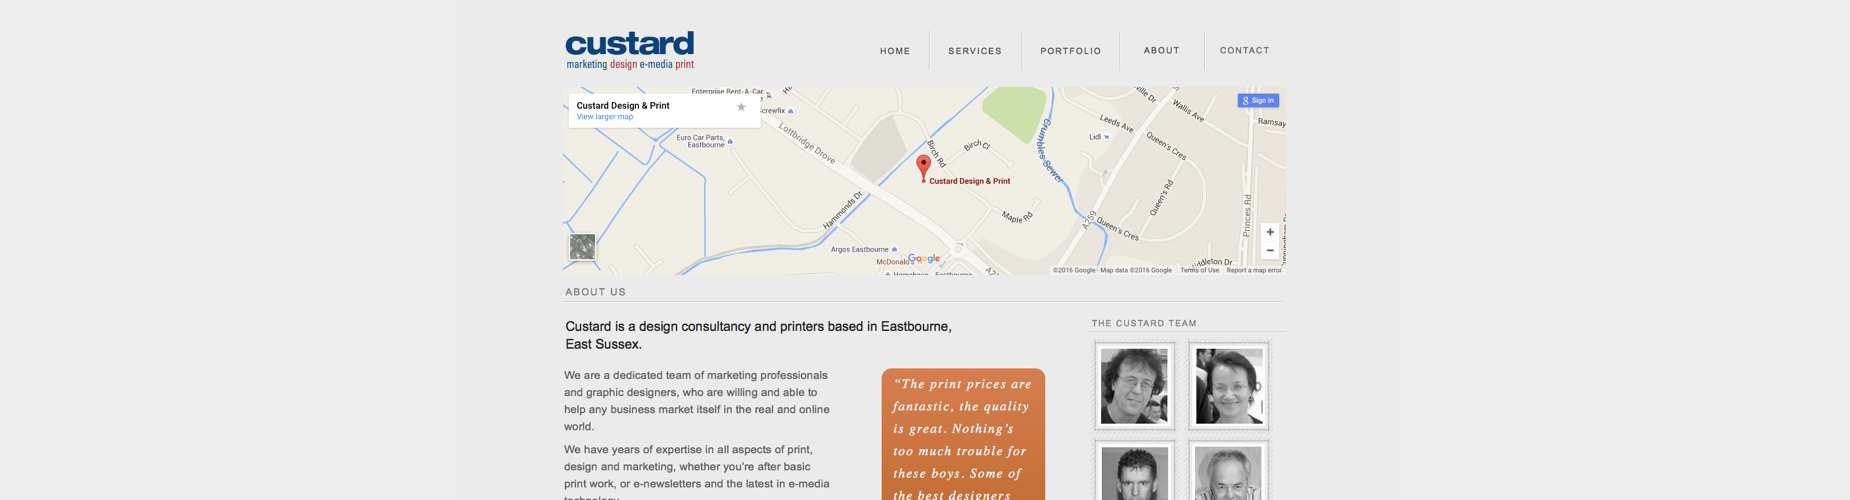 custard
marketing design e-media print
HOME
SERVICES
PORTFOLIO
ABOUT
CONTACT
Custard Design & Print
View larger map
Enterprise Rent-A-Car
Screwfix
Euro Car Parts,
Eastbourne
Lottbridge Drove
Hammonds Dr
Birch Rd
Birch Cl
Custard Design & Print
Maple Rd
Argos Eastbourne
McDonald's
Google
Homebase - Eastbourne
Crumbles Sewer
Lidl
Leeds Ave
Wallis Ave
Queen's Cres
Queen's Rd
Queen's Cres
A259
Princes Rd
Ramsay
Sign in
+
−
©2016 Google - Map data ©2016 Google
Terms of Use
Report a map error
ABOUT US
Custard is a design consultancy and printers based in Eastbourne,
East Sussex.
We are a dedicated team of marketing professionals
and graphic designers, who are willing and able to
help any business market itself in the real and online
world.
We have years of expertise in all aspects of print,
design and marketing, whether you're after basic
print work, or e-newsletters and the latest in e-media
technology.
“The print prices are
fantastic, the quality
is great. Nothing's
too much trouble for
these boys. Some of
the best designers
THE CUSTARD TEAM